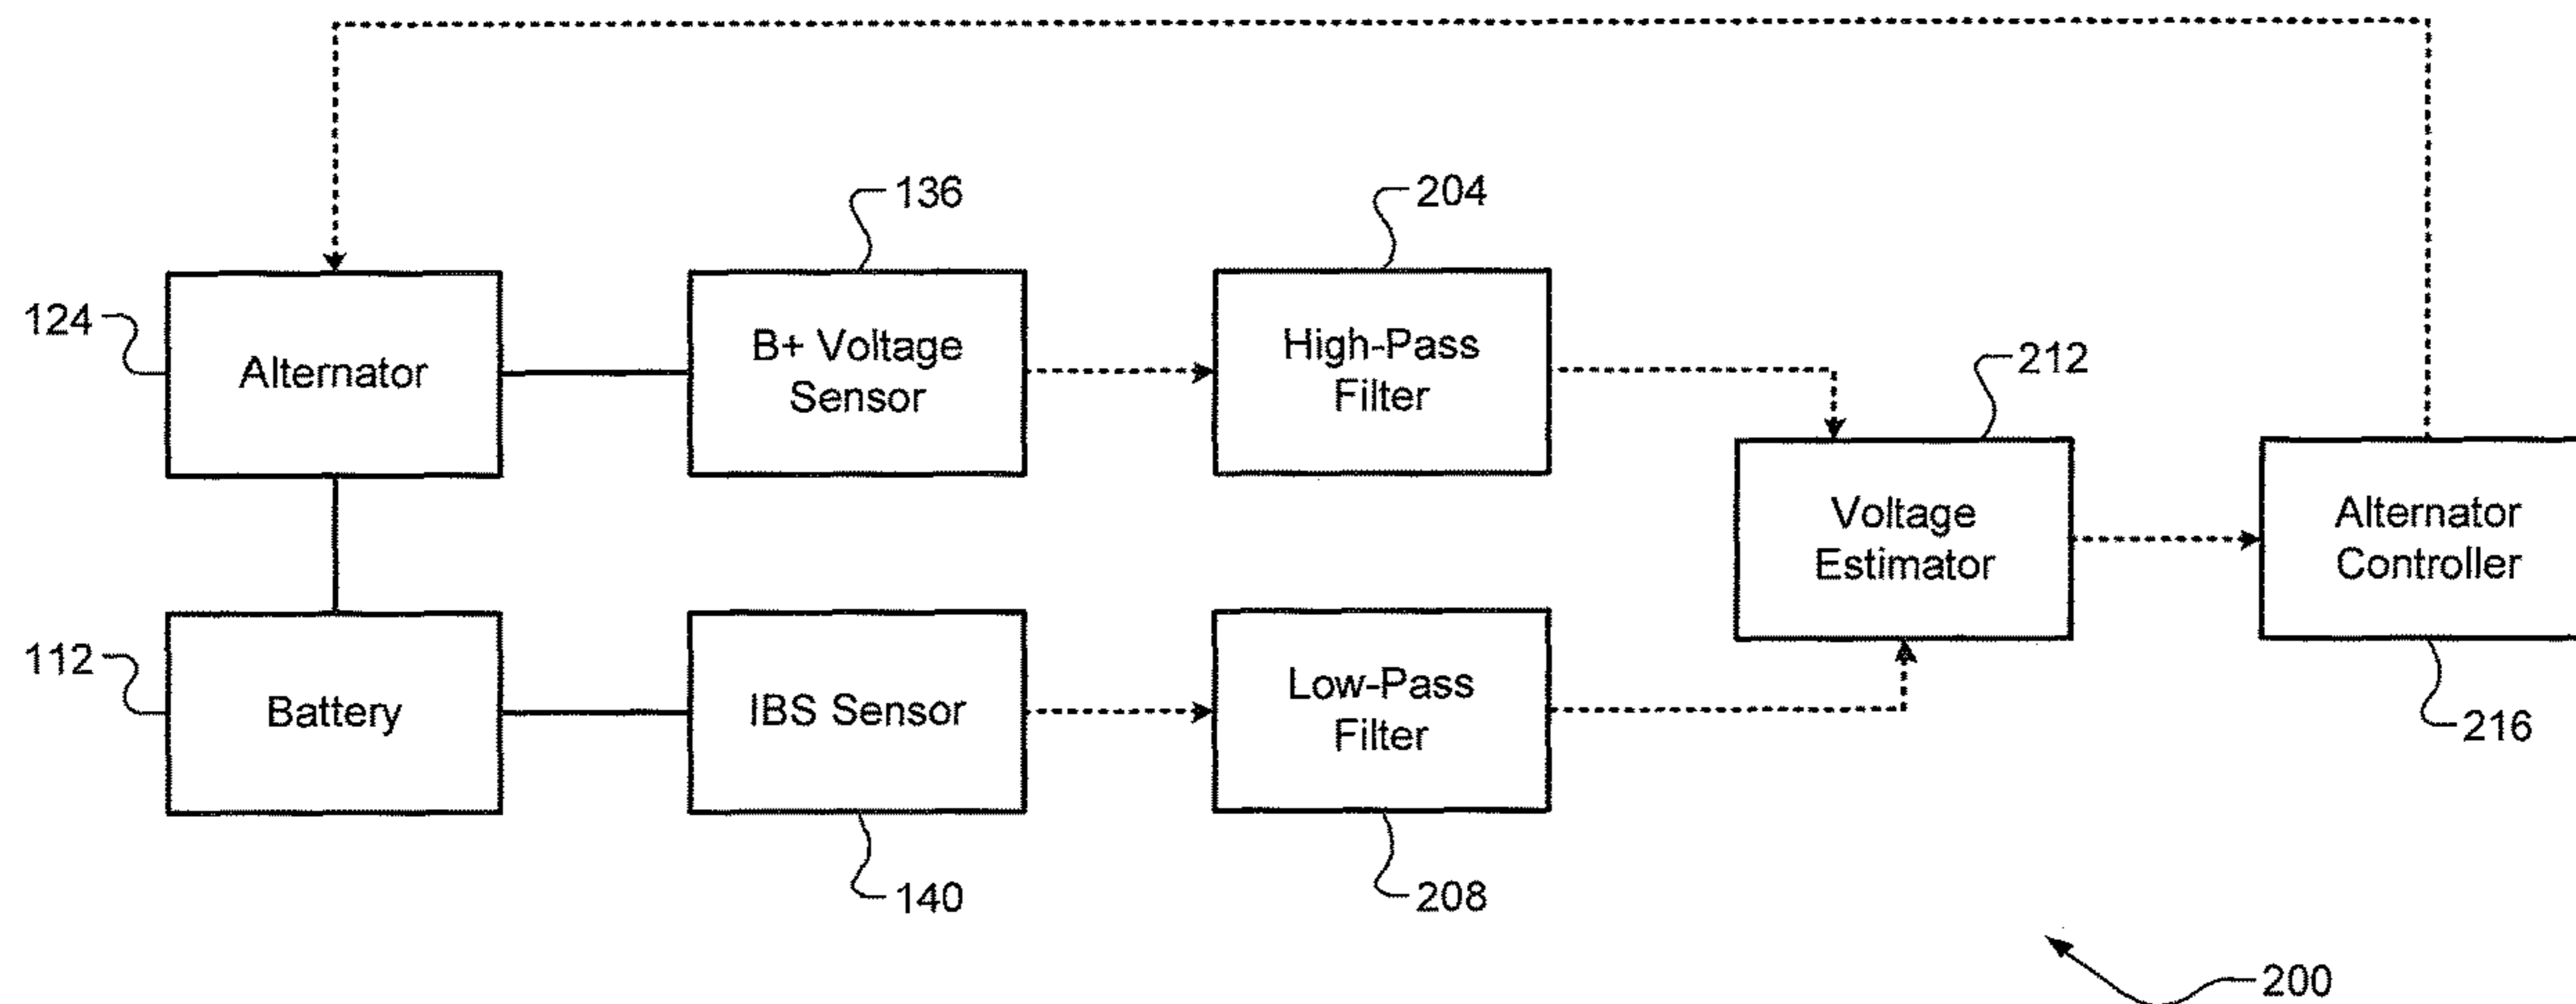 136
204
124
Alternator
B+ Voltage
Sensor
High-Pass
Filter
212
Voltage
Estimator
Alternator
Controller
112
Battery
IBS Sensor
Low-Pass
Filter
216
140
208
200